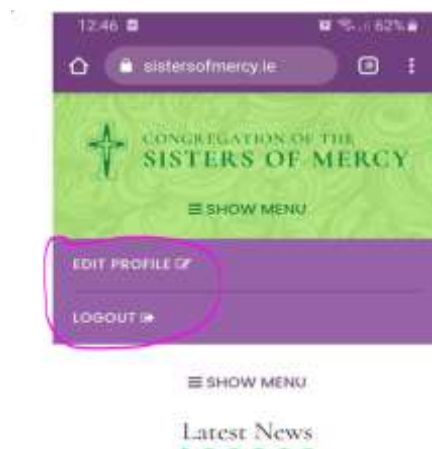 12:46 62%
sistersofmercy.ie
CONGREGATION OF THE
SISTERS OF MERCY
SHOW MENU
EDIT PROFILE
LOGOUT
SHOW MENU
Latest News